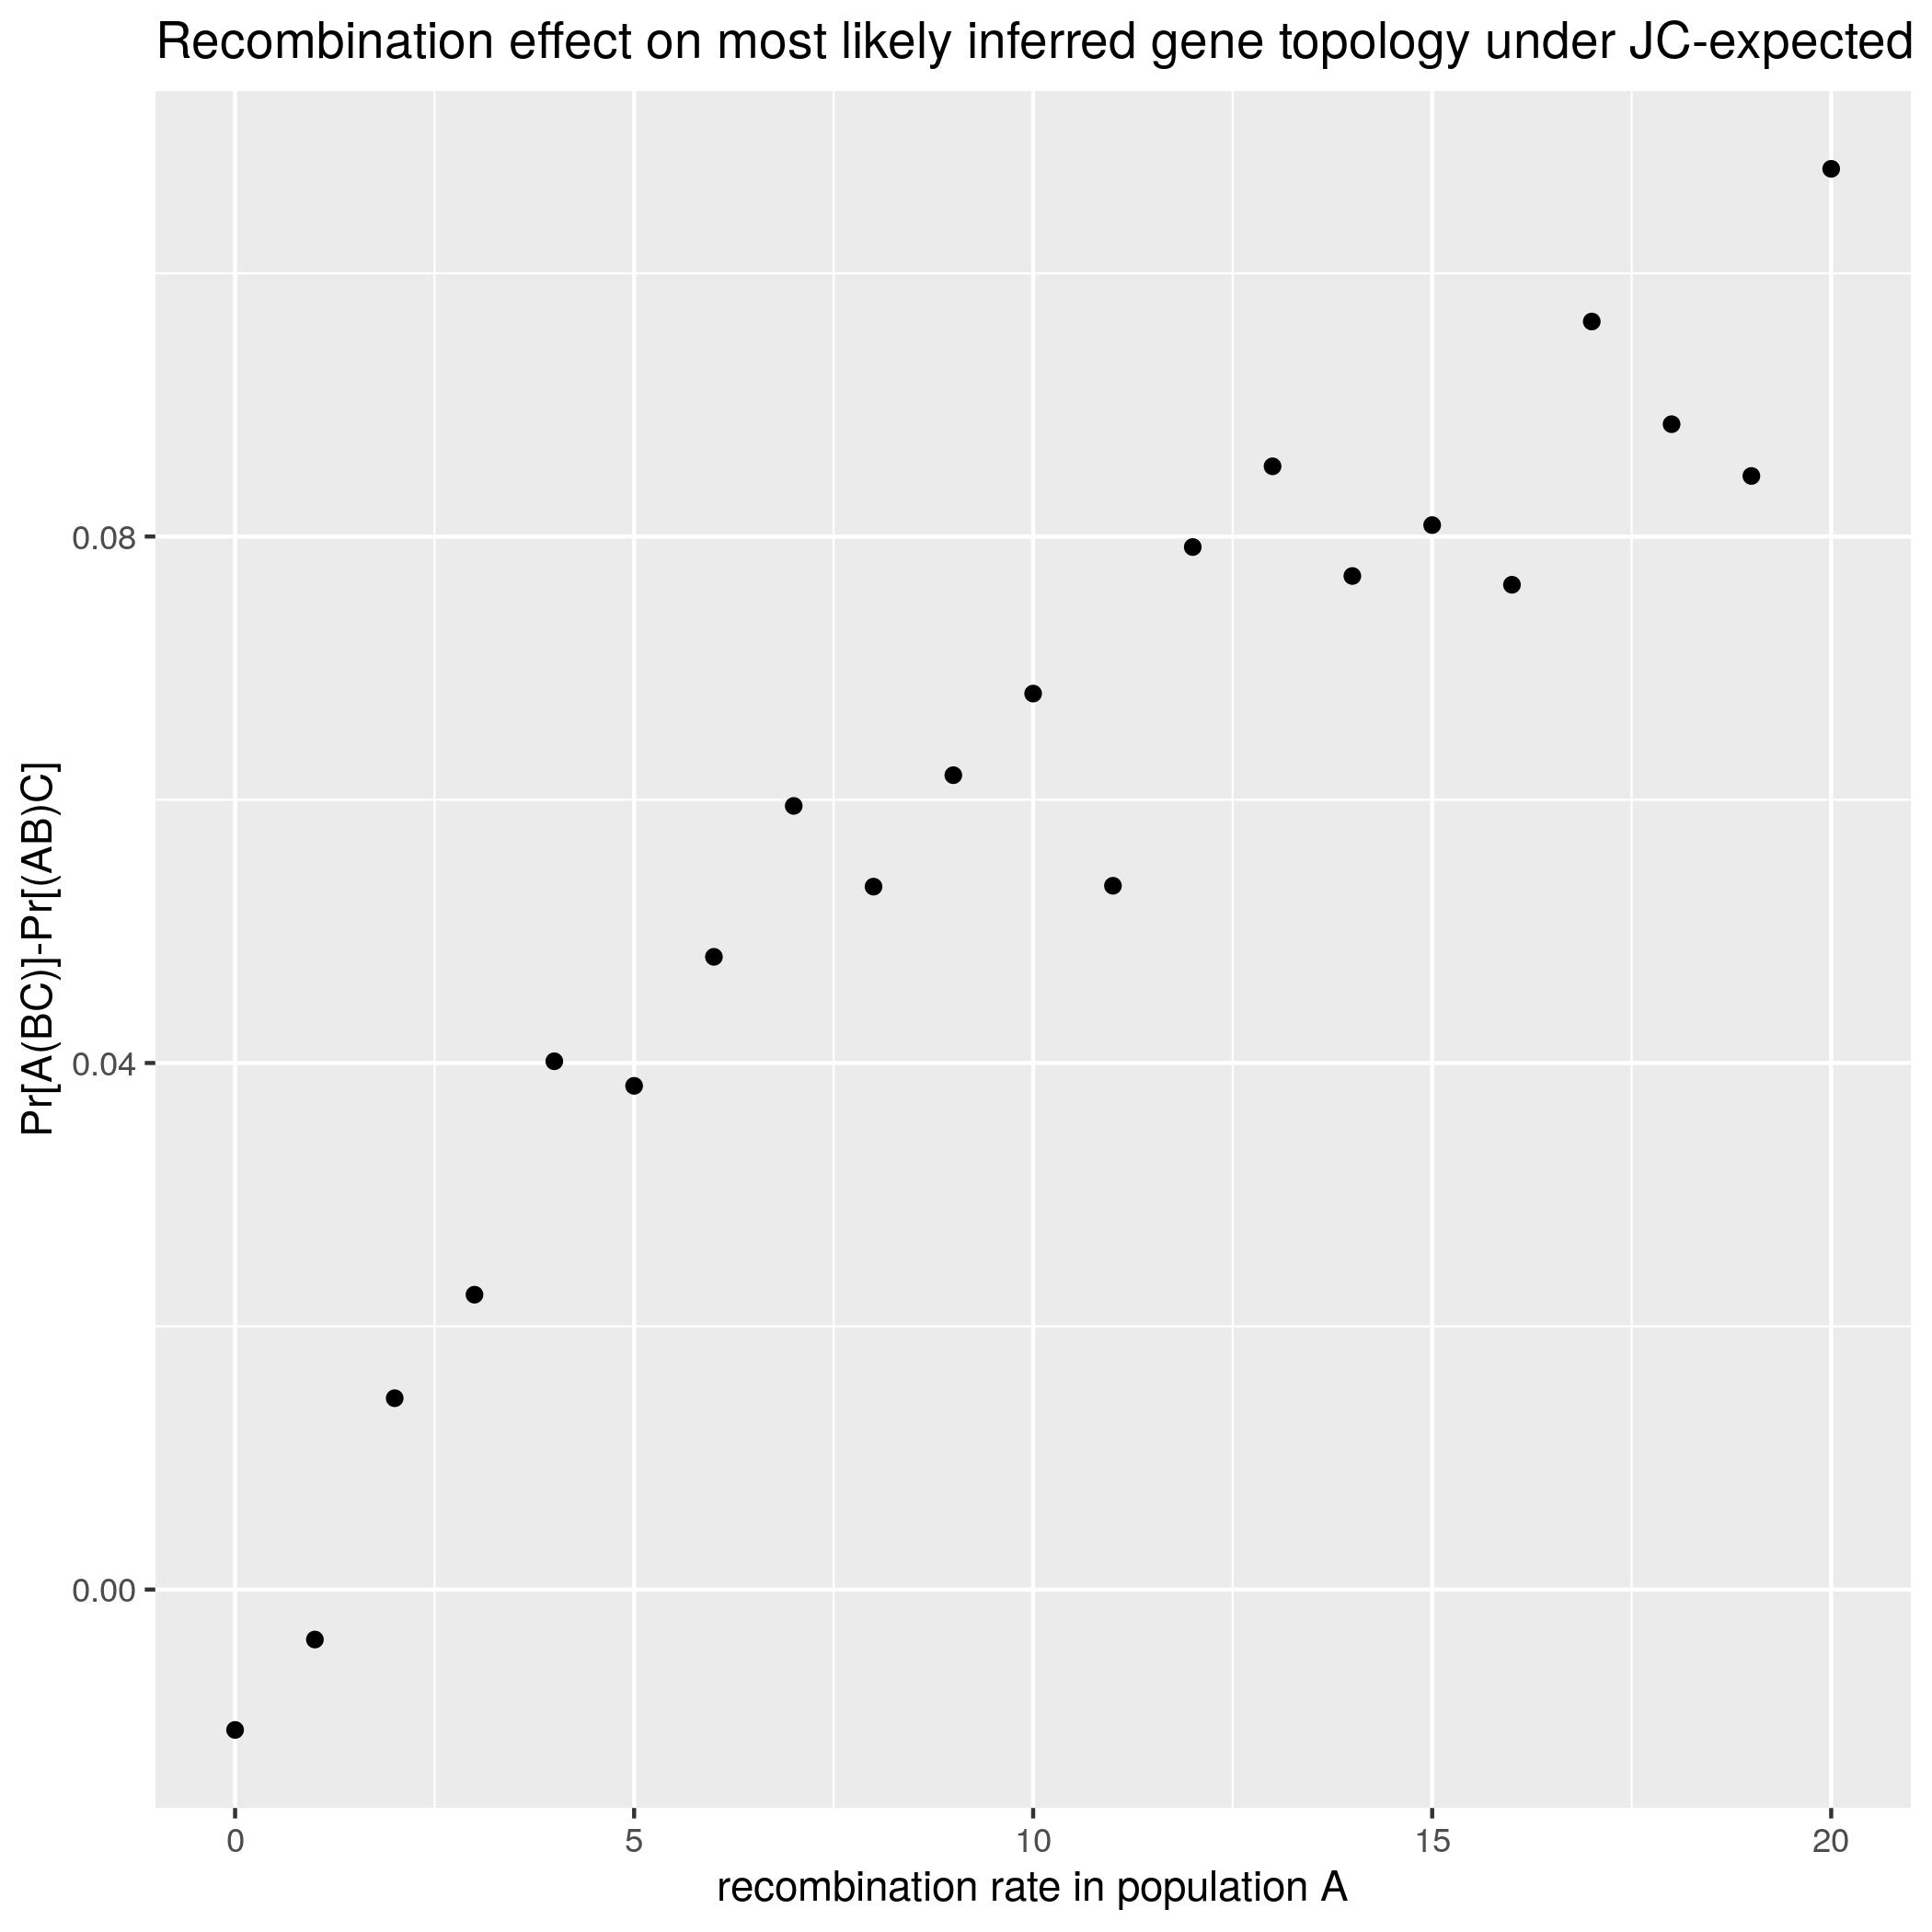 Recombination effect on most likely inferred gene topology under JC-expected
Pr[A(BC)]-Pr[(AB)C]
0.08
0.04
0.00
0 5 10 15 20
recombination rate in population A